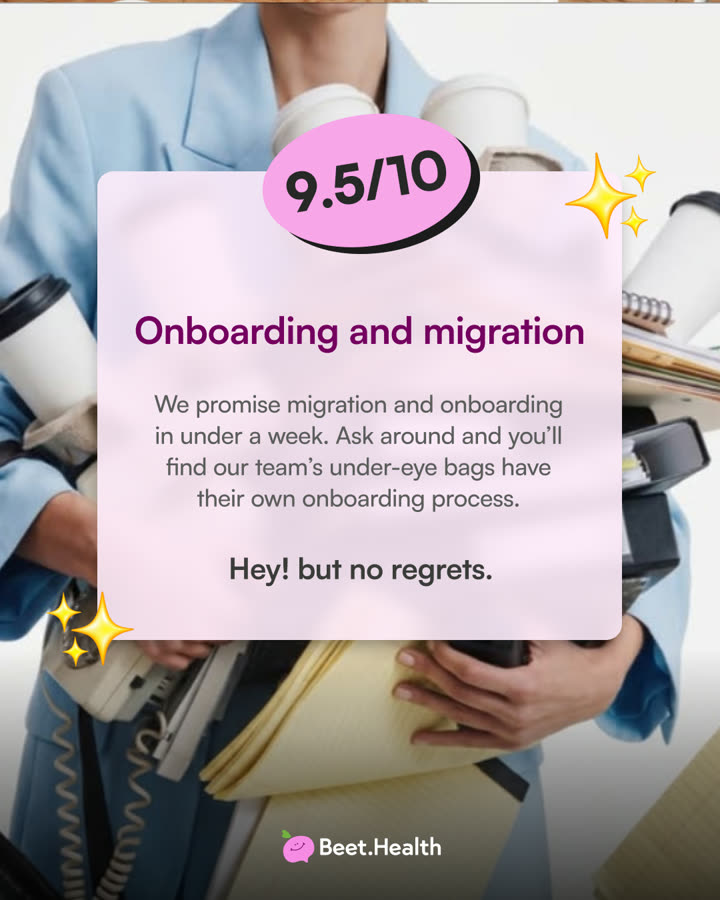 9.5/10
Onboarding and migration
We promise migration and onboarding
in under a week. Ask around and you’ll
find our team’s under-eye bags have
their own onboarding process.
Hey! but no regrets.
Beet.Health